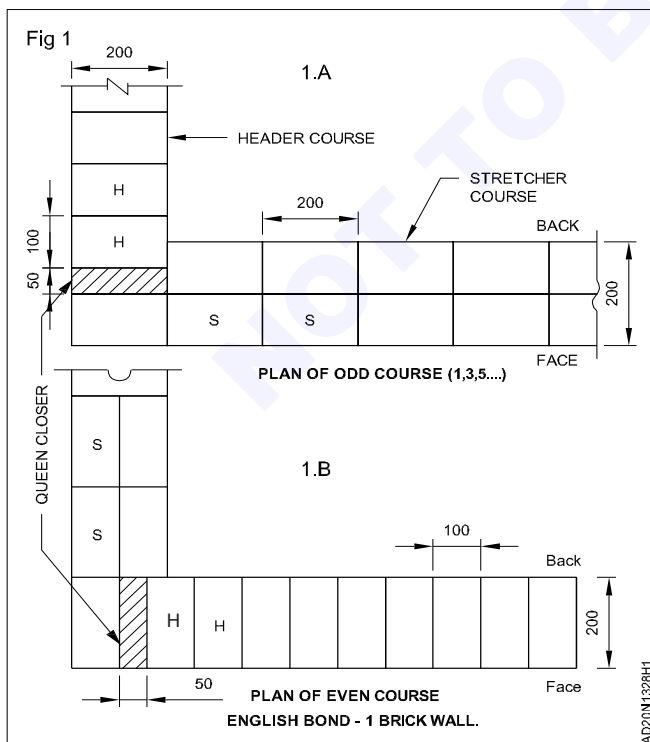 Fig 1
200
1.A
HEADER COURSE
STRETCHER
COURSE
H
200
BACK
H
100
50
200
S
S
FACE
PLAN OF ODD COURSE (1,3,5....)
QUEEN CLOSER
S
1.B
S
100
Back
H
H
200
50
Face
PLAN OF EVEN COURSE
ENGLISH BOND - 1 BRICK WALL.
AD20N1328H1
NOT TO B